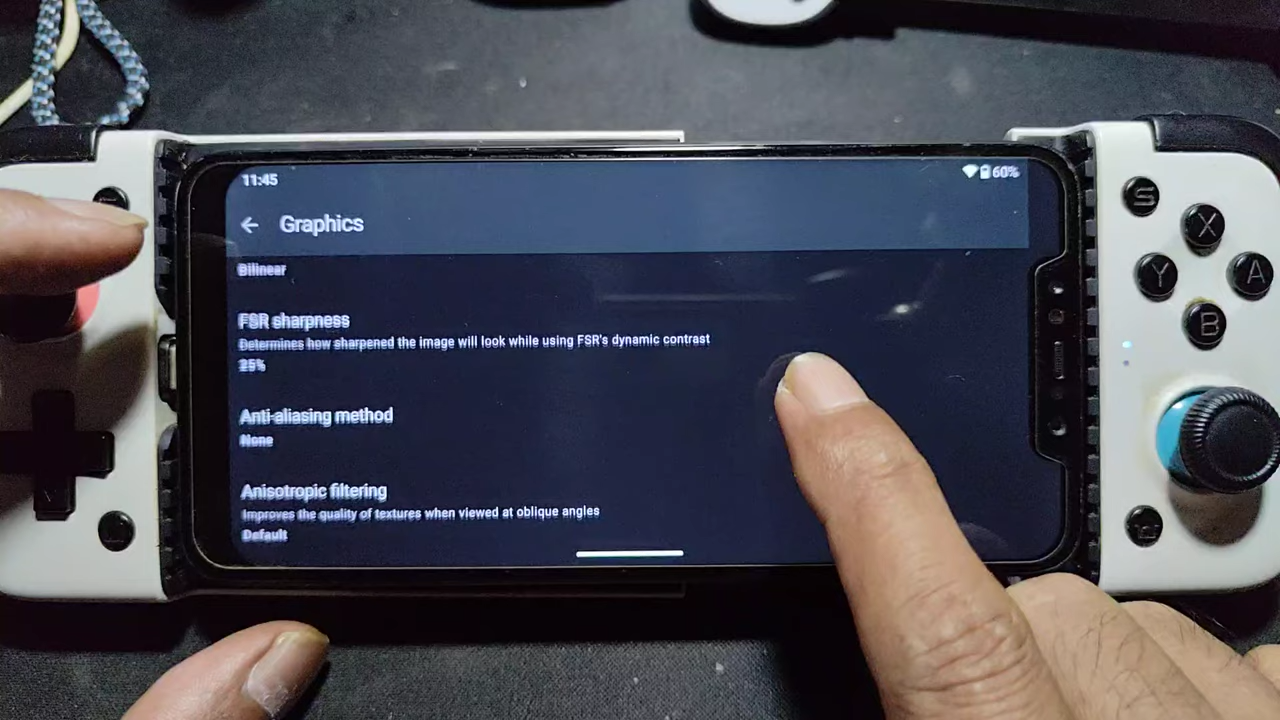 11:45
60%
Graphics
Bilinear
FSR sharpness
Determines how sharpened the image will look while using FSR's dynamic contrast
25%
Anti-aliasing method
None
Anisotropic filtering
Improves the quality of textures when viewed at oblique angles
Default
S
X
Y
A
B